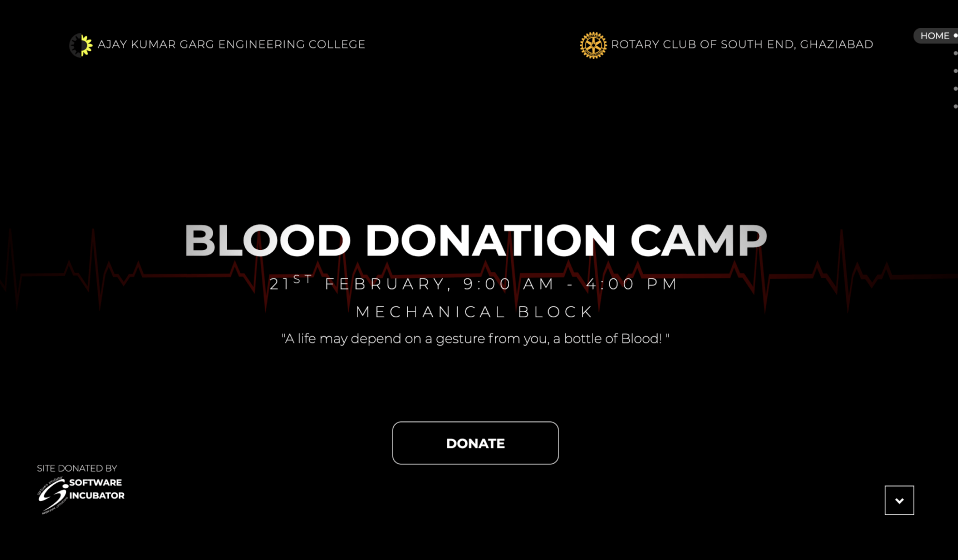 AJAY KUMAR GARG ENGINEERING COLLEGE
ROTARY CLUB OF SOUTH END, GHAZIABAD
HOME
BLOOD DONATION CAMP
21ST FEBRUARY, 9:00 AM - 4:00 PM
MECHANICAL BLOCK
"A life may depend on a gesture from you, a bottle of Blood! "
DONATE
SITE DONATED BY
SOFTWARE
INCUBATOR